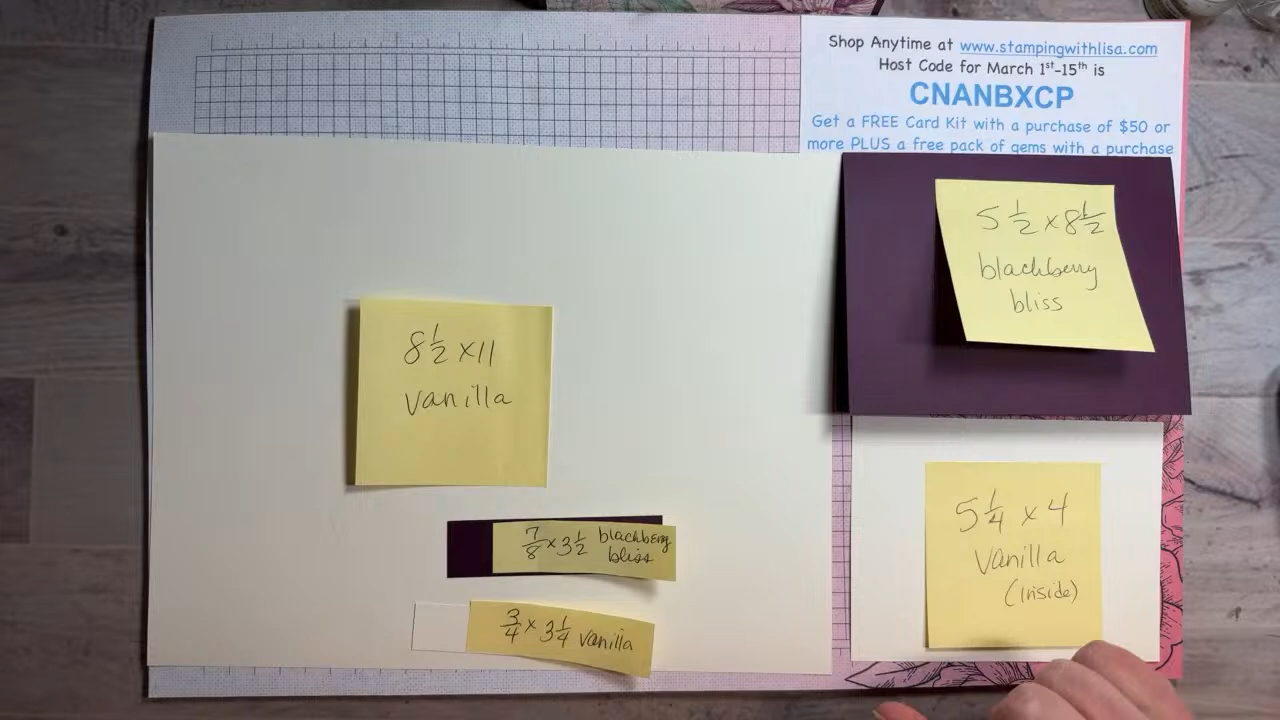 Shop Anytime at www.stampingwithlisa.com
Host Code for March 1st-15th is
CNANBXCP
Get a FREE Card Kit with a purchase of $50 or
more PLUS a free pack of gems with a purchase
5 1/2 x 8 1/2
blackberry
bliss
8 1/2 x 11
vanilla
7/8 x 3 1/2 blackberry
bliss
3/4 x 3 1/4 vanilla
5 1/4 x 4
vanilla
(inside)